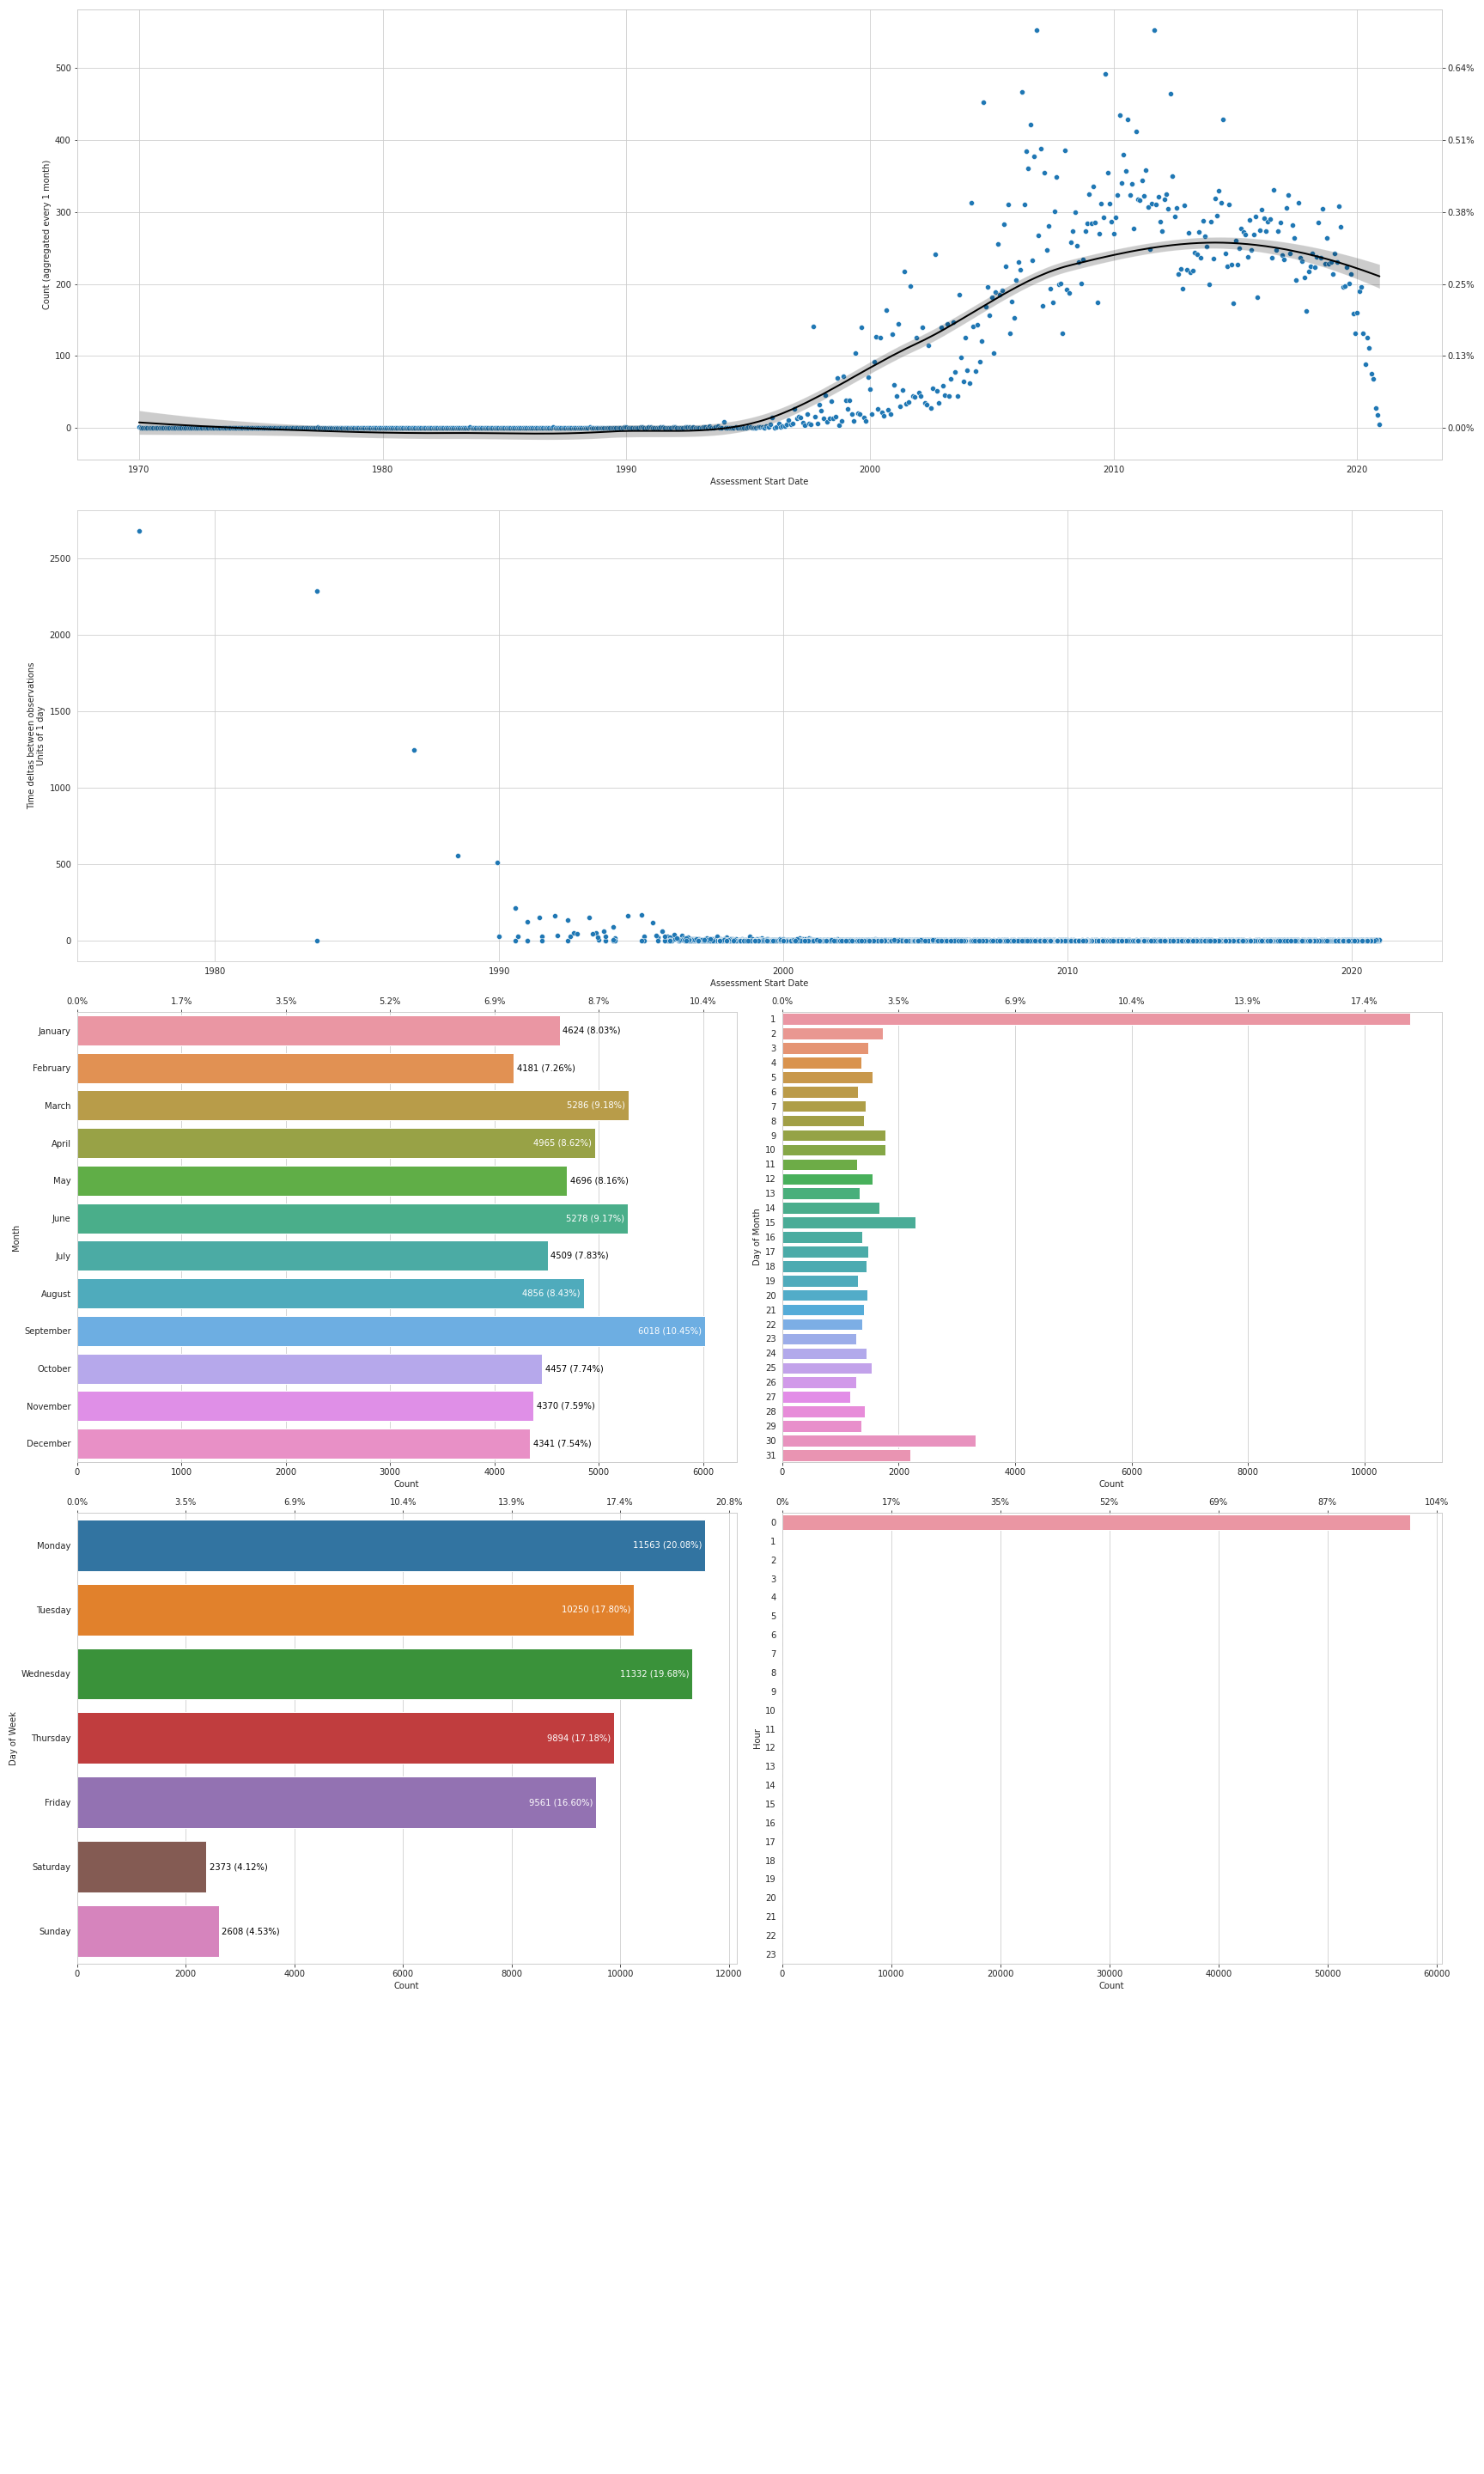 500
400
300
200
100
0
0.64%
0.51%
0.38%
0.25%
0.13%
0.00%
Count (aggregated every 1 month)
1970 1980 1990 2000 2010 2020
Assessment Start Date
2500
2000
1500
1000
500
0
Time deltas between observations
Units of 1 day
1980 1990 2000 2010 2020
Assessment Start Date
0.0% 1.7% 3.5% 5.2% 6.9% 8.7% 10.4%
Month
January 4624 (8.03%)
February 4181 (7.26%)
March 5286 (9.18%)
April 4965 (8.62%)
May 4696 (8.16%)
June 5278 (9.17%)
July 4509 (7.83%)
August 4856 (8.43%)
September 6018 (10.45%)
October 4457 (7.74%)
November 4370 (7.59%)
December 4341 (7.54%)
0 1000 2000 3000 4000 5000 6000
Count
0.0% 3.5% 6.9% 10.4% 13.9% 17.4%
Day of Month
1
2
3
4
5
6
7
8
9
10
11
12
13
14
15
16
17
18
19
20
21
22
23
24
25
26
27
28
29
30
31
0 2000 4000 6000 8000 10000
Count
0.0% 3.5% 6.9% 10.4% 13.9% 17.4% 20.8%
Day of Week
Monday 11563 (20.08%)
Tuesday 10250 (17.80%)
Wednesday 11332 (19.68%)
Thursday 9894 (17.18%)
Friday 9561 (16.60%)
Saturday 2373 (4.12%)
Sunday 2608 (4.53%)
0 2000 4000 6000 8000 10000 12000
Count
0% 17% 35% 52% 69% 87% 104%
Hour
0
1
2
3
4
5
6
7
8
9
10
11
12
13
14
15
16
17
18
19
20
21
22
23
0 10000 20000 30000 40000 50000 60000
Count